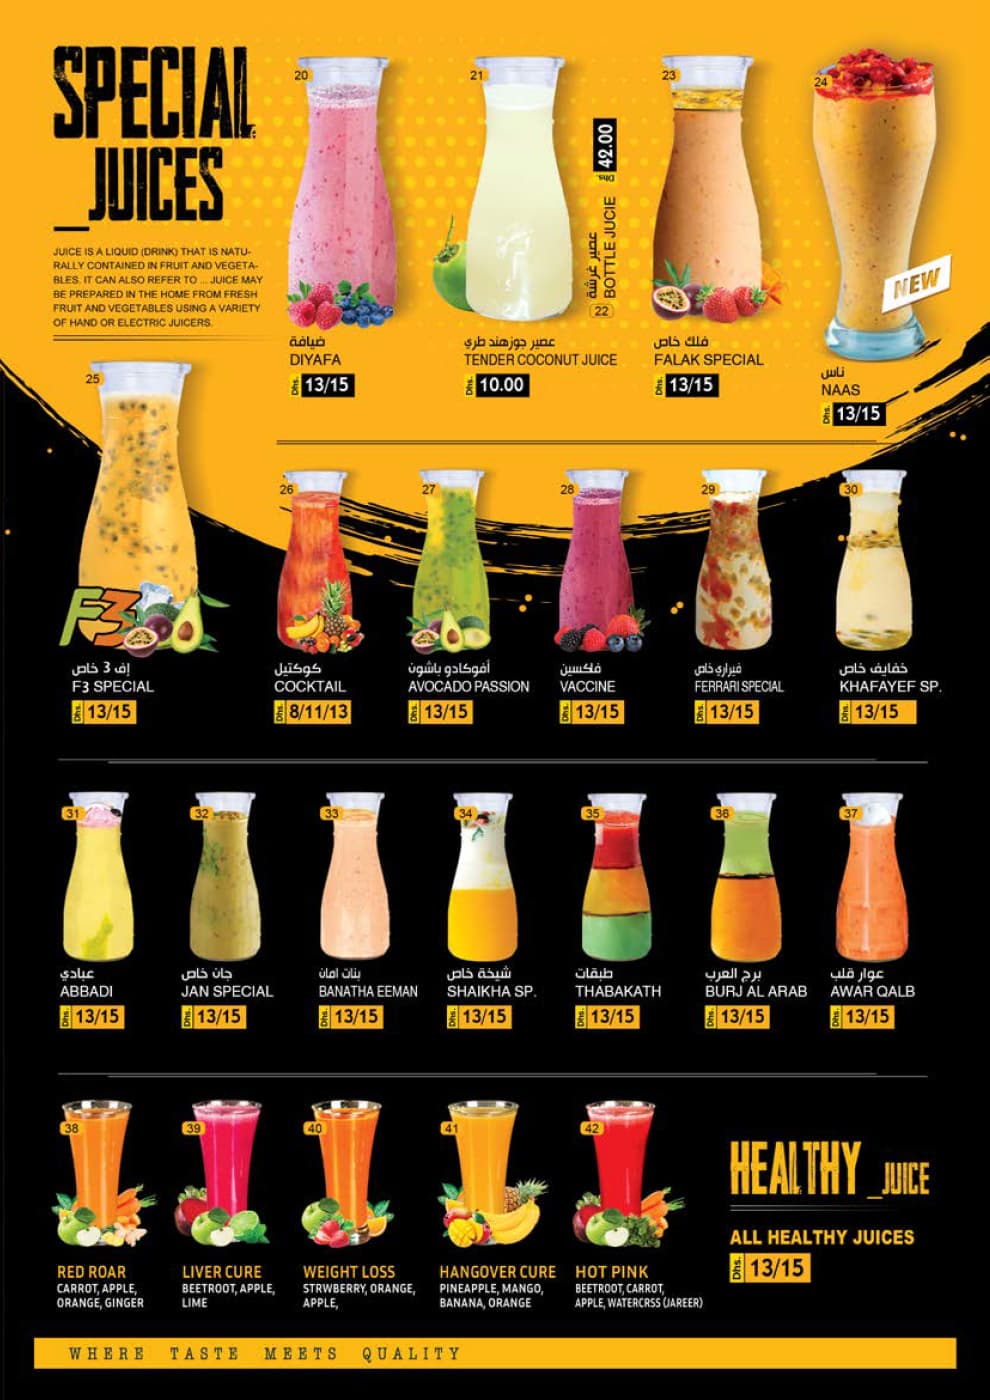 SPECIAL
_JUICES
JUICE IS A LIQUID (DRINK) THAT IS NATU-
RALLY CONTAINED IN FRUIT AND VEGETA-
BLES. IT CAN ALSO REFER TO ... JUICE MAY
BE PREPARED IN THE HOME FROM FRESH
FRUIT AND VEGETABLES USING A VARIETY
OF HAND OR ELECTRIC JUICERS.
20
ضيافة
DIYAFA
Dhs. 13/15
21
عصير جوزهند طري
TENDER COCONUT JUICE
Dhs. 10.00
22
عصير غرشة
BOTTLE JUCIE
Dhs. 42.00
23
فلك خاص
FALAK SPECIAL
Dhs. 13/15
24
NEW
ناس
NAAS
Dhs. 13/15
25
F3
إف 3 خاص
F3 SPECIAL
Dhs. 13/15
26
كوكتيل
COCKTAIL
Dhs. 8/11/13
27
أفوكادو باشون
AVOCADO PASSION
Dhs. 13/15
28
فاكسين
VACCINE
Dhs. 13/15
29
فيراري خاص
FERRARI SPECIAL
Dhs. 13/15
30
خفايف خاص
KHAFAYEF SP.
Dhs. 13/15
31
عبادي
ABBADI
Dhs. 13/15
32
جان خاص
JAN SPECIAL
Dhs. 13/15
33
بنات امان
BANATHA EEMAN
Dhs. 13/15
34
شيخة خاص
SHAIKHA SP.
Dhs. 13/15
35
طبقات
THABAKATH
Dhs. 13/15
36
برج العرب
BURJ AL ARAB
Dhs. 13/15
37
عوار قلب
AWAR QALB
Dhs. 13/15
38
RED ROAR
CARROT, APPLE,
ORANGE, GINGER
39
LIVER CURE
BEETROOT, APPLE,
LIME
40
WEIGHT LOSS
STRWBERRY, ORANGE,
APPLE,
41
HANGOVER CURE
PINEAPPLE, MANGO,
BANANA, ORANGE
42
HOT PINK
BEETROOT, CARROT,
APPLE, WATERCRSS (JAREER)
HEALTHY _JUICE
ALL HEALTHY JUICES
Dhs. 13/15
WHERE TASTE MEETS QUALITY